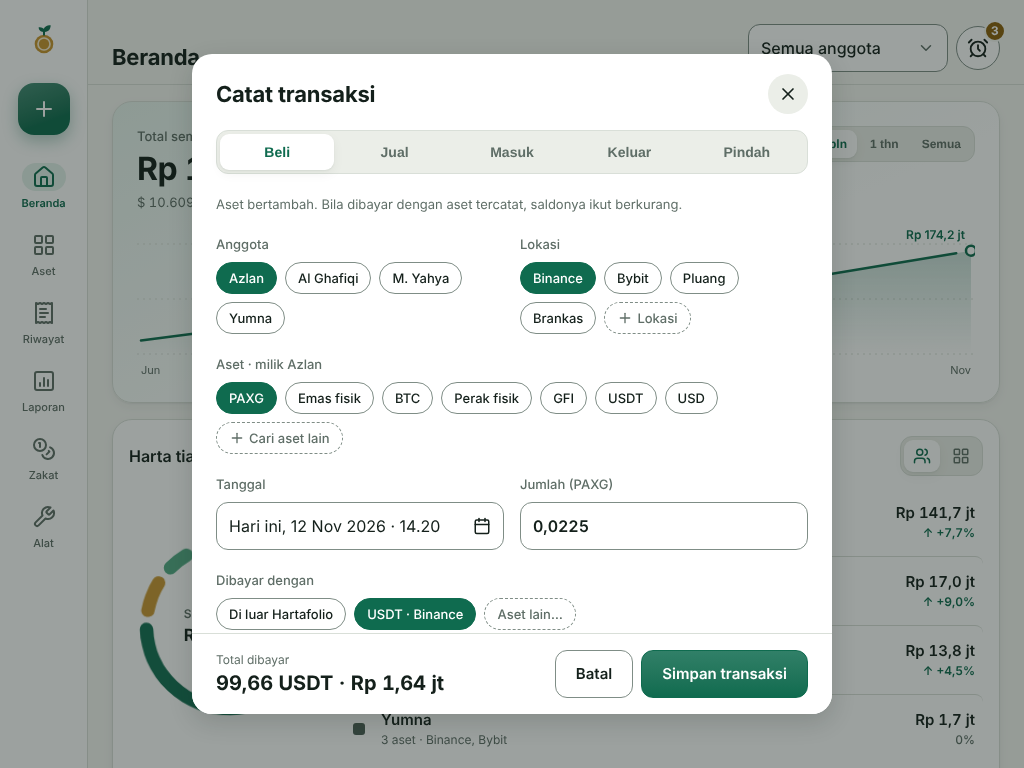 Beranda
Semua anggota
3
Catat transaksi
Beli
Jual
Masuk
Keluar
Pindah
1 thn
Semua
Total
Rp 1
$ 10.609
Aset bertambah. Bila dibayar dengan aset tercatat, saldonya ikut berkurang.
Rp 174,2 jt
Beranda
Aset
Riwayat
Laporan
Zakat
Alat
Jun
Nov
Anggota
Azlan
Al Ghafiqi
M. Yahya
Yumna
Lokasi
Binance
Bybit
Pluang
Brankas
+ Lokasi
Aset · milik Azlan
PAXG
Emas fisik
BTC
Perak fisik
GFI
USDT
USD
+ Cari aset lain
Harta
Tanggal
Hari ini, 12 Nov 2026 · 14.20
Jumlah (PAXG)
0,0225
Dibayar dengan
Di luar Hartafolio
USDT · Binance
Aset lain...
Total dibayar
99,66 USDT · Rp 1,64 jt
Batal
Simpan transaksi
Rp 141,7 jt
↑ +7,7%
Rp 17,0 jt
↑ +9,0%
Rp 13,8 jt
↑ +4,5%
Yumna
3 aset · Binance, Bybit
Rp 1,7 jt
0%